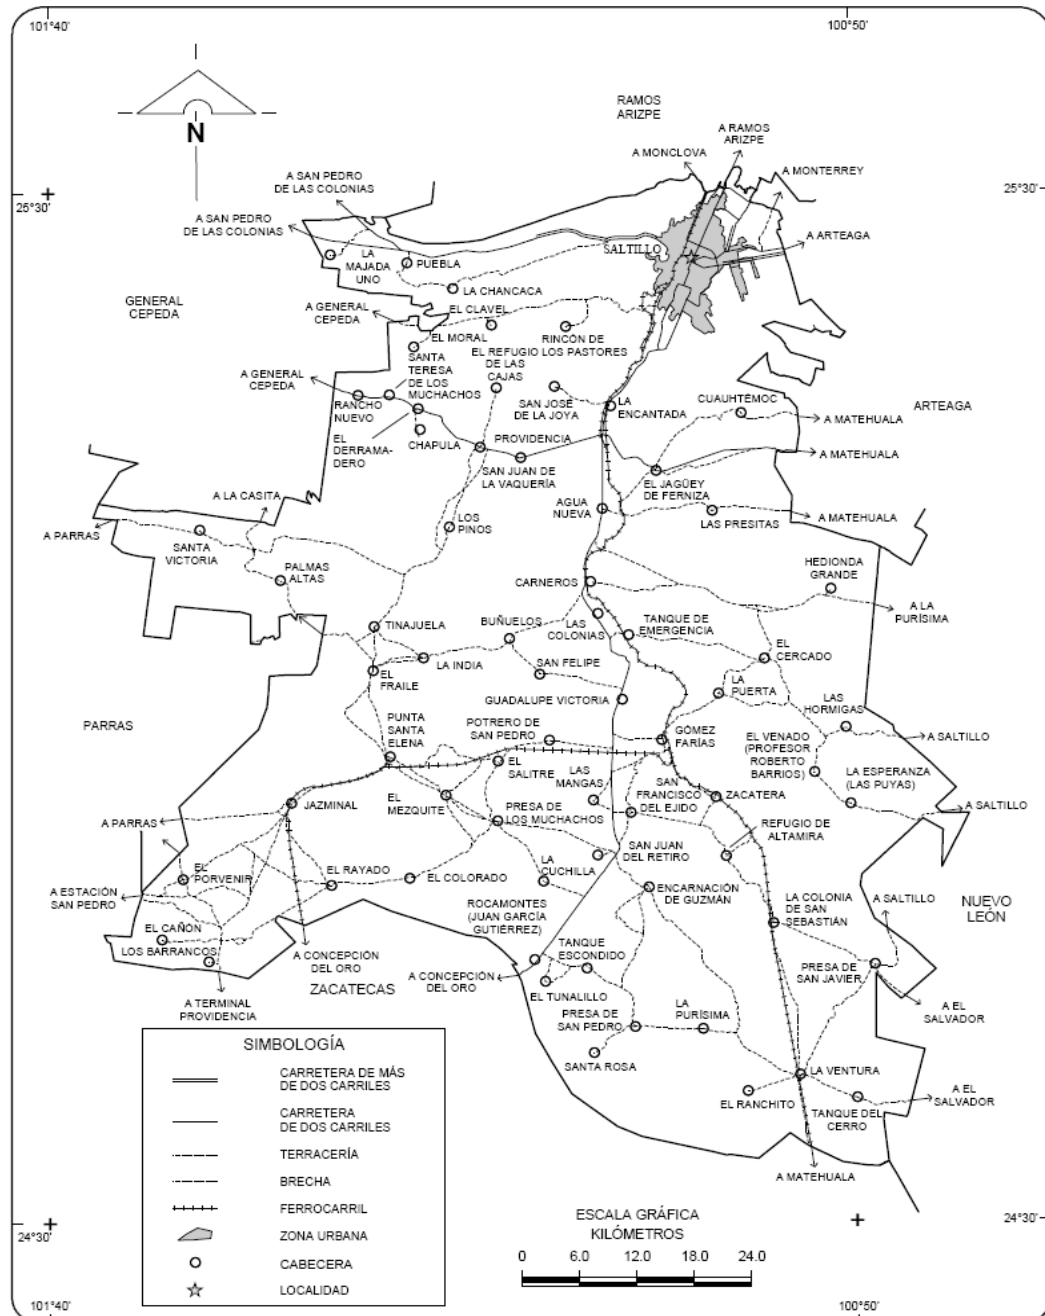 101°40'
100°50'
N
RAMOS
ARIZPE
A RAMOS
ARIZPE
A MONCLOVA
A MONTERREY
A SAN PEDRO
DE LAS COLONIAS
25°30'
25°30'
A SAN PEDRO
DE LAS COLONIAS
A ARTEAGA
SALTILLO
LA
MAJADA
UNO
PUEBLA
LA CHANCACA
GENERAL
CEPEDA
A GENERAL
CEPEDA
EL CLAVEL
EL MORAL
RINCÓN DE
LOS PASTORES
EL REFUGIO
DE LAS
CAJAS
SANTA
TERESA
DE LOS
MUCHACHOS
A GENERAL
CEPEDA
RANCHO
NUEVO
SAN JOSÉ
DE LA JOYA
LA
ENCANTADA
CUAUHTÉMOC
A MATEHUALA
ARTEAGA
EL
DERRAMA-
DERO
CHAPULA
PROVIDENCIA
SAN JUAN DE
LA VAQUERÍA
A MATEHUALA
EL JAGÜEY
DE FERNIZA
A LA CASITA
LOS
PINOS
AGUA
NUEVA
LAS PRESITAS
A MATEHUALA
A PARRAS
SANTA
VICTORIA
PALMAS
ALTAS
CARNEROS
HEDIONDA
GRANDE
A LA
PURÍSIMA
TINAJUELA
BUÑUELOS
LAS
COLONIAS
TANQUE DE
EMERGENCIA
EL
CERCADO
LA INDIA
EL
FRAILE
SAN FELIPE
GUADALUPE VICTORIA
LA
PUERTA
LAS
HORMIGAS
PARRAS
PUNTA
SANTA
ELENA
POTRERO DE
SAN PEDRO
GÓMEZ
FARÍAS
EL VENADO
(PROFESOR
ROBERTO
BARRIOS)
A SALTILLO
EL
SALITRE
LAS
MANGAS
SAN
FRANCISCO
DEL EJIDO
ZACATERA
LA ESPERANZA
(LAS PUYAS)
A SALTILLO
JAZMINAL
EL
MEZQUITE
PRESA DE
LOS MUCHACHOS
A PARRAS
REFUGIO DE
ALTAMIRA
SAN JUAN
DEL RETIRO
EL
PORVENIR
EL RAYADO
EL COLORADO
LA
CUCHILLA
ENCARNACIÓN
DE GUZMÁN
A ESTACIÓN
SAN PEDRO
ROCAMONTES
(JUAN GARCÍA
GUTIÉRREZ)
LA COLONIA
DE SAN
SEBASTIÁN
A SALTILLO
NUEVO
LEÓN
EL CAÑÓN
LOS BARRANCOS
A CONCEPCIÓN
DEL ORO
TANQUE
ESCONDIDO
PRESA DE
SAN JAVIER
ZACATECAS
A CONCEPCIÓN
DEL ORO
EL TUNALILLO
A TERMINAL
PROVIDENCIA
PRESA DE
SAN PEDRO
LA
PURÍSIMA
A EL
SALVADOR
SANTA ROSA
LA VENTURA
EL RANCHITO
TANQUE DEL
CERRO
A EL
SALVADOR
A MATEHUALA
SIMBOLOGÍA
CARRETERA DE MÁS
DE DOS CARRILES
CARRETERA
DE DOS CARRILES
TERRACERÍA
BRECHA
FERROCARRIL
ZONA URBANA
CABECERA
LOCALIDAD
ESCALA GRÁFICA
KILÓMETROS
0 6.0 12.0 18.0 24.0
24°30'
24°30'
101°40'
100°50'